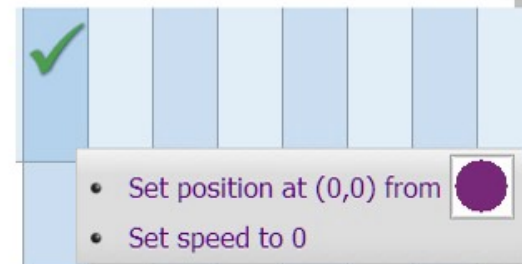 Set position at (0,0) from
Set speed to 0